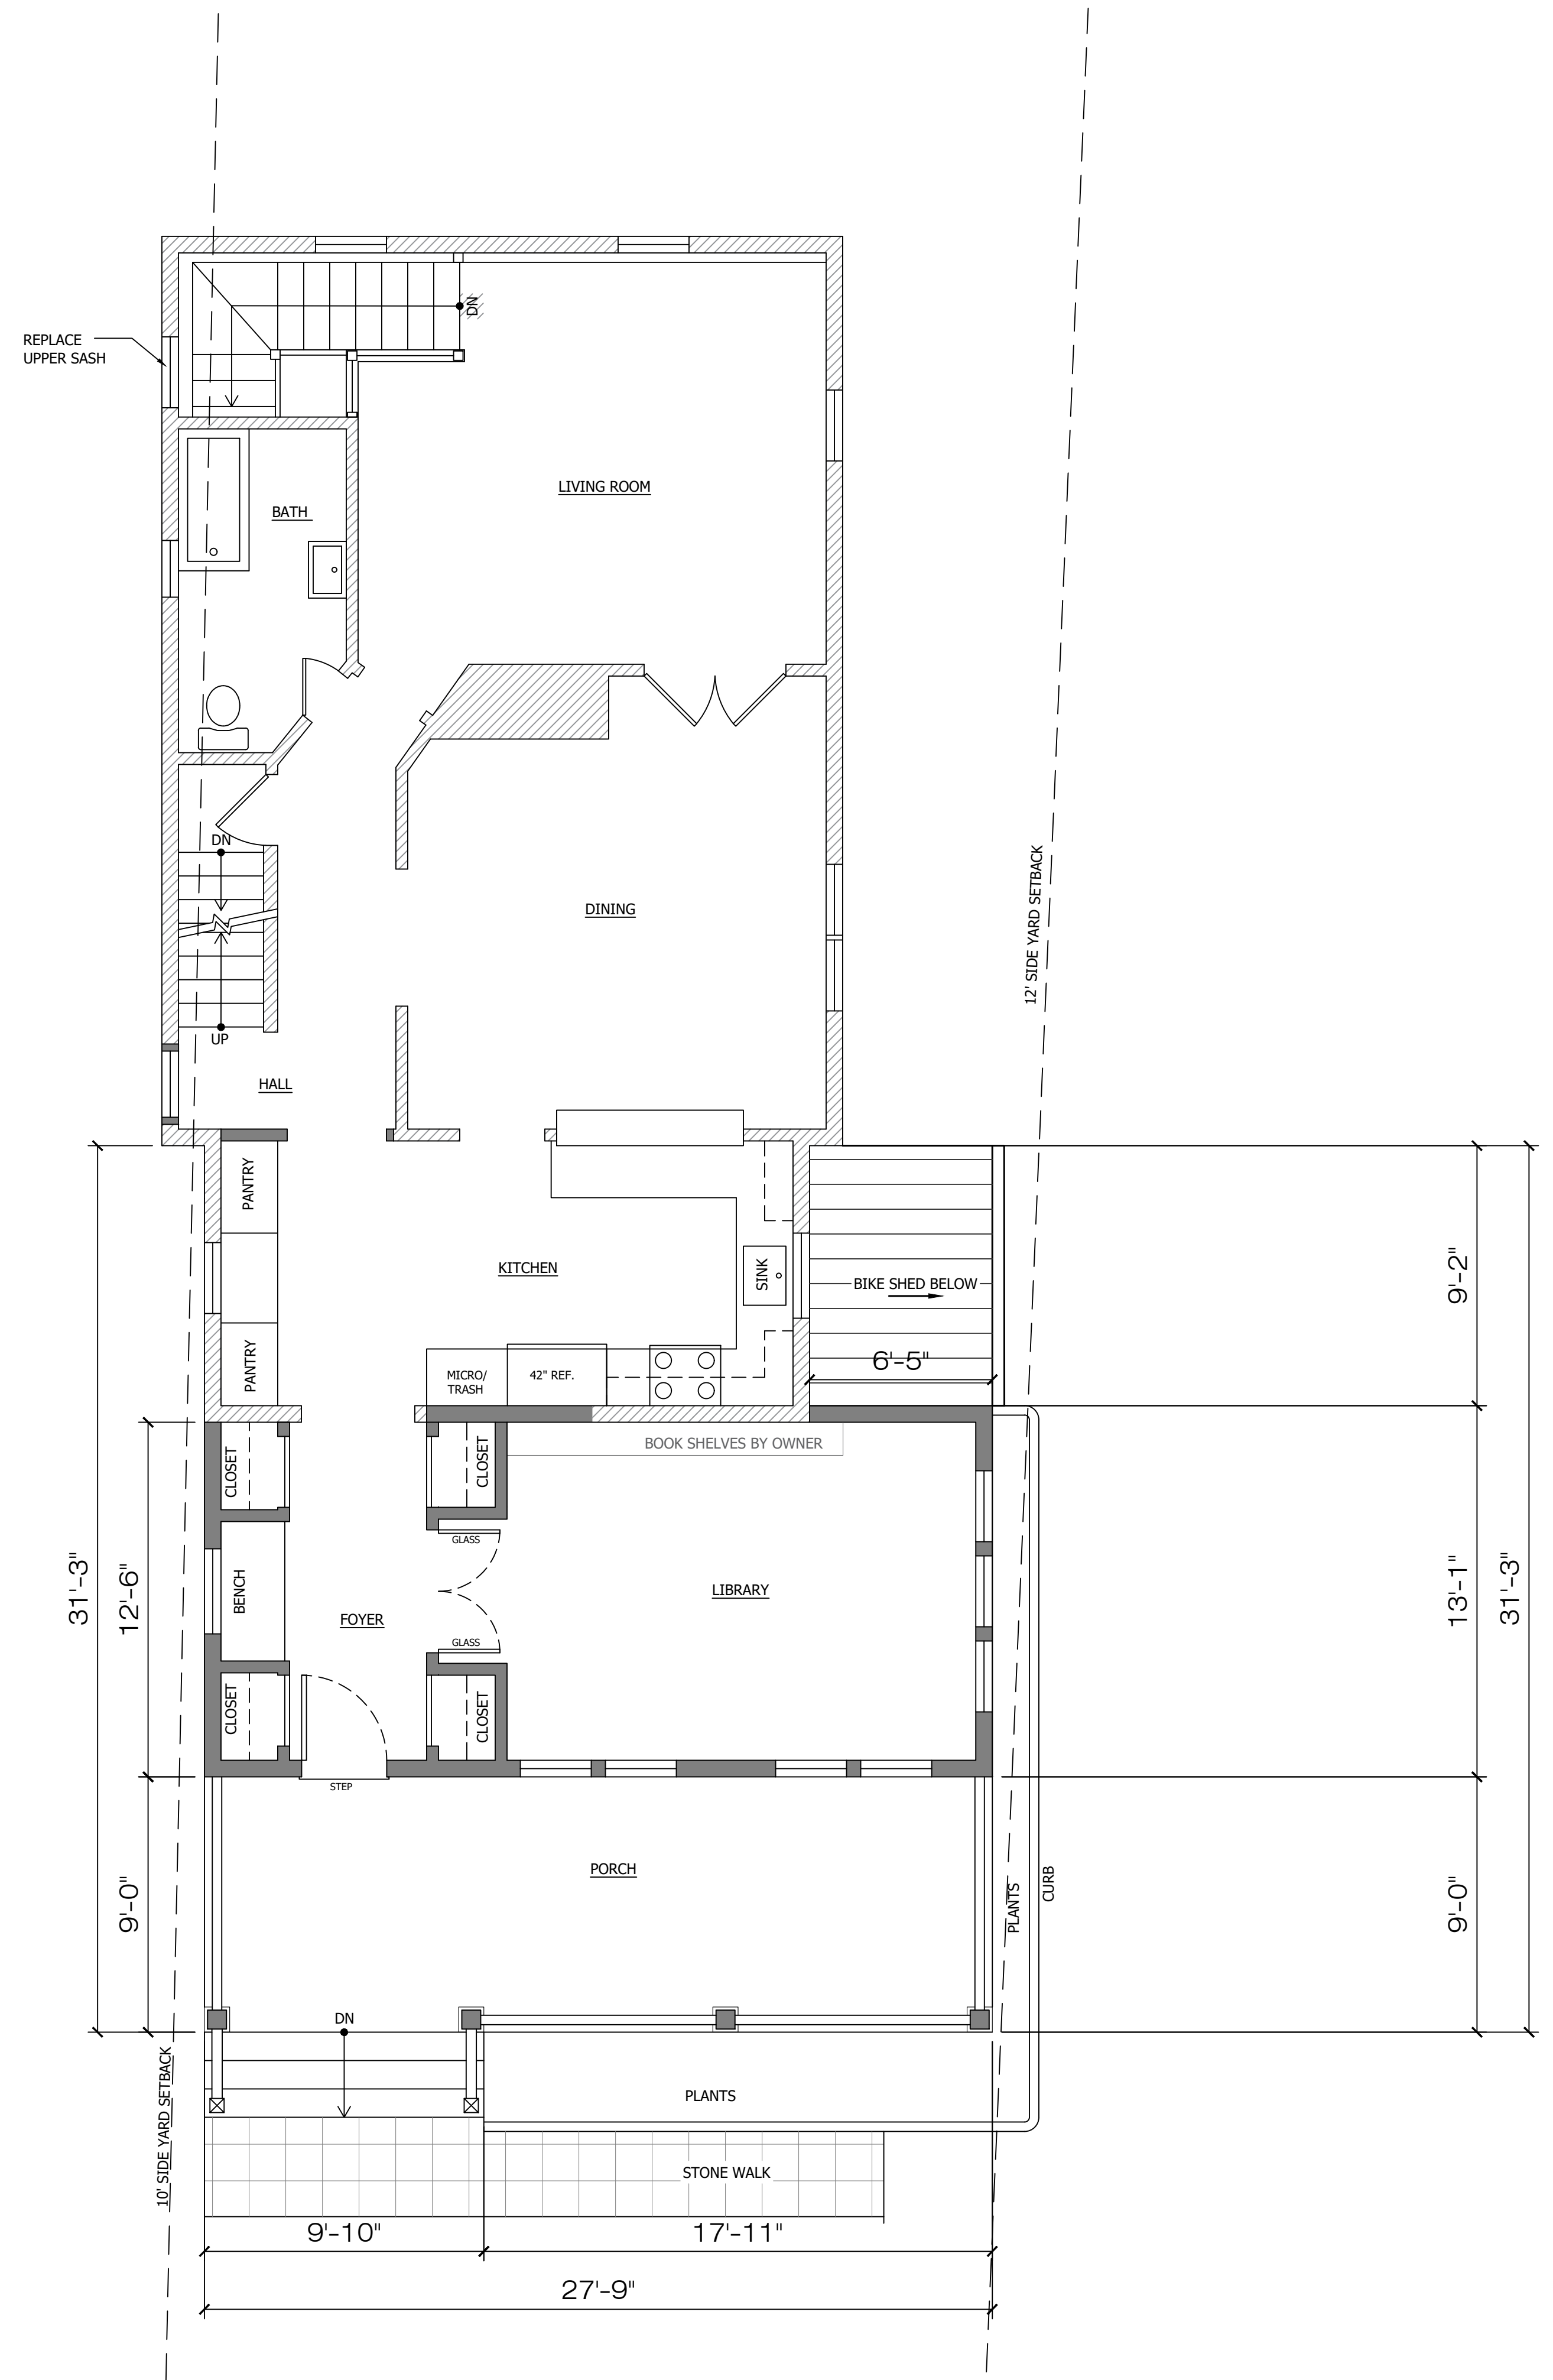 DN
REPLACE
UPPER SASH
LIVING ROOM
BATH
12' SIDE YARD SETBACK
DN
DINING
UP
HALL
PANTRY
KITCHEN
SINK
BIKE SHED BELOW
9'-2"
PANTRY
MICRO/
TRASH
42" REF.
6'-5"
CLOSET
CLOSET
BOOK SHELVES BY OWNER
GLASS
31'-3"
12'-6"
BENCH
FOYER
LIBRARY
13'-1"
31'-3"
GLASS
CLOSET
CLOSET
STEP
PORCH
9'-0"
PLANTS
CURB
9'-0"
DN
10' SIDE YARD SETBACK
PLANTS
STONE WALK
9'-10"
17'-11"
27'-9"